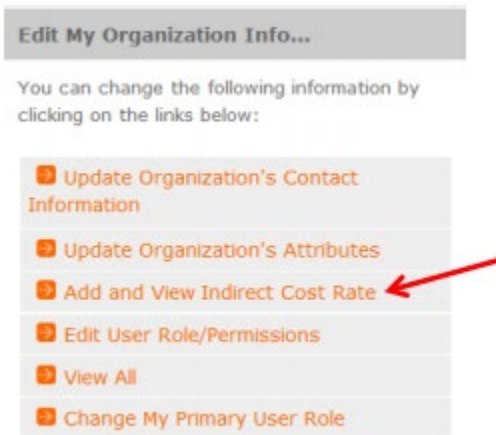 Edit My Organization Info...
You can change the following information by
clicking on the links below:
Update Organization's Contact
Information
Update Organization's Attributes
Add and View Indirect Cost Rate
Edit User Role/Permissions
View All
Change My Primary User Role